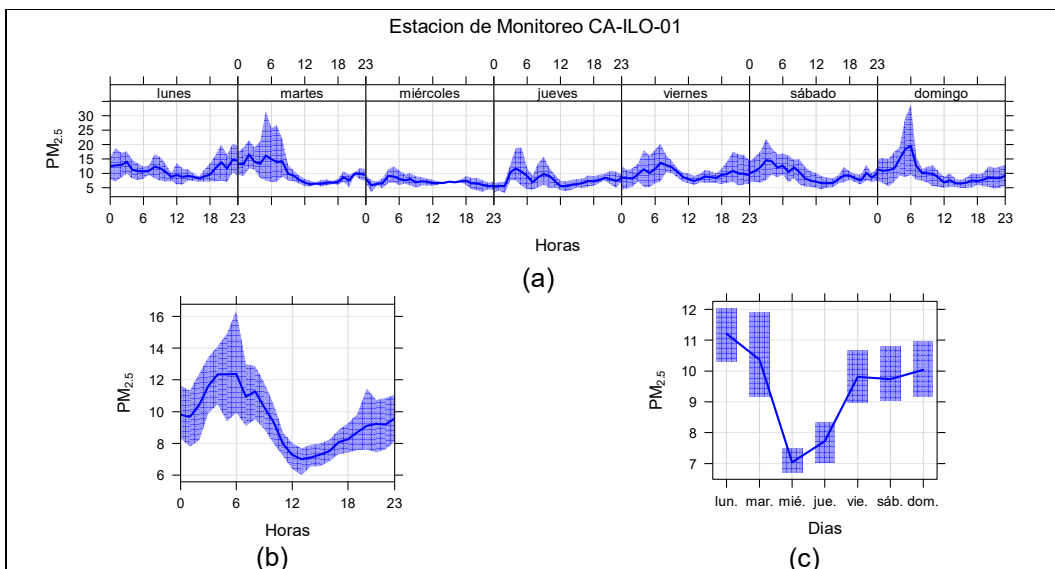 Estacion de Monitoreo CA-ILO-01
0 6 12 18 23 0 6 12 18 23
0 6 12 18 23
lunes martes miércoles jueves viernes sábado domingo
PM2.5
30
25
20
15
10
5
0 6 12 18 23 0 6 12 18 23 0 6 12 18 23 0 6 12 18 23
Horas
(a)
PM2.5
16
14
12
10
8
6
0 6 12 18 23
Horas
(b)
PM2.5
12
11
10
9
8
7
lun. mar. mié. jue. vie. sáb. dom.
Dias
(c)